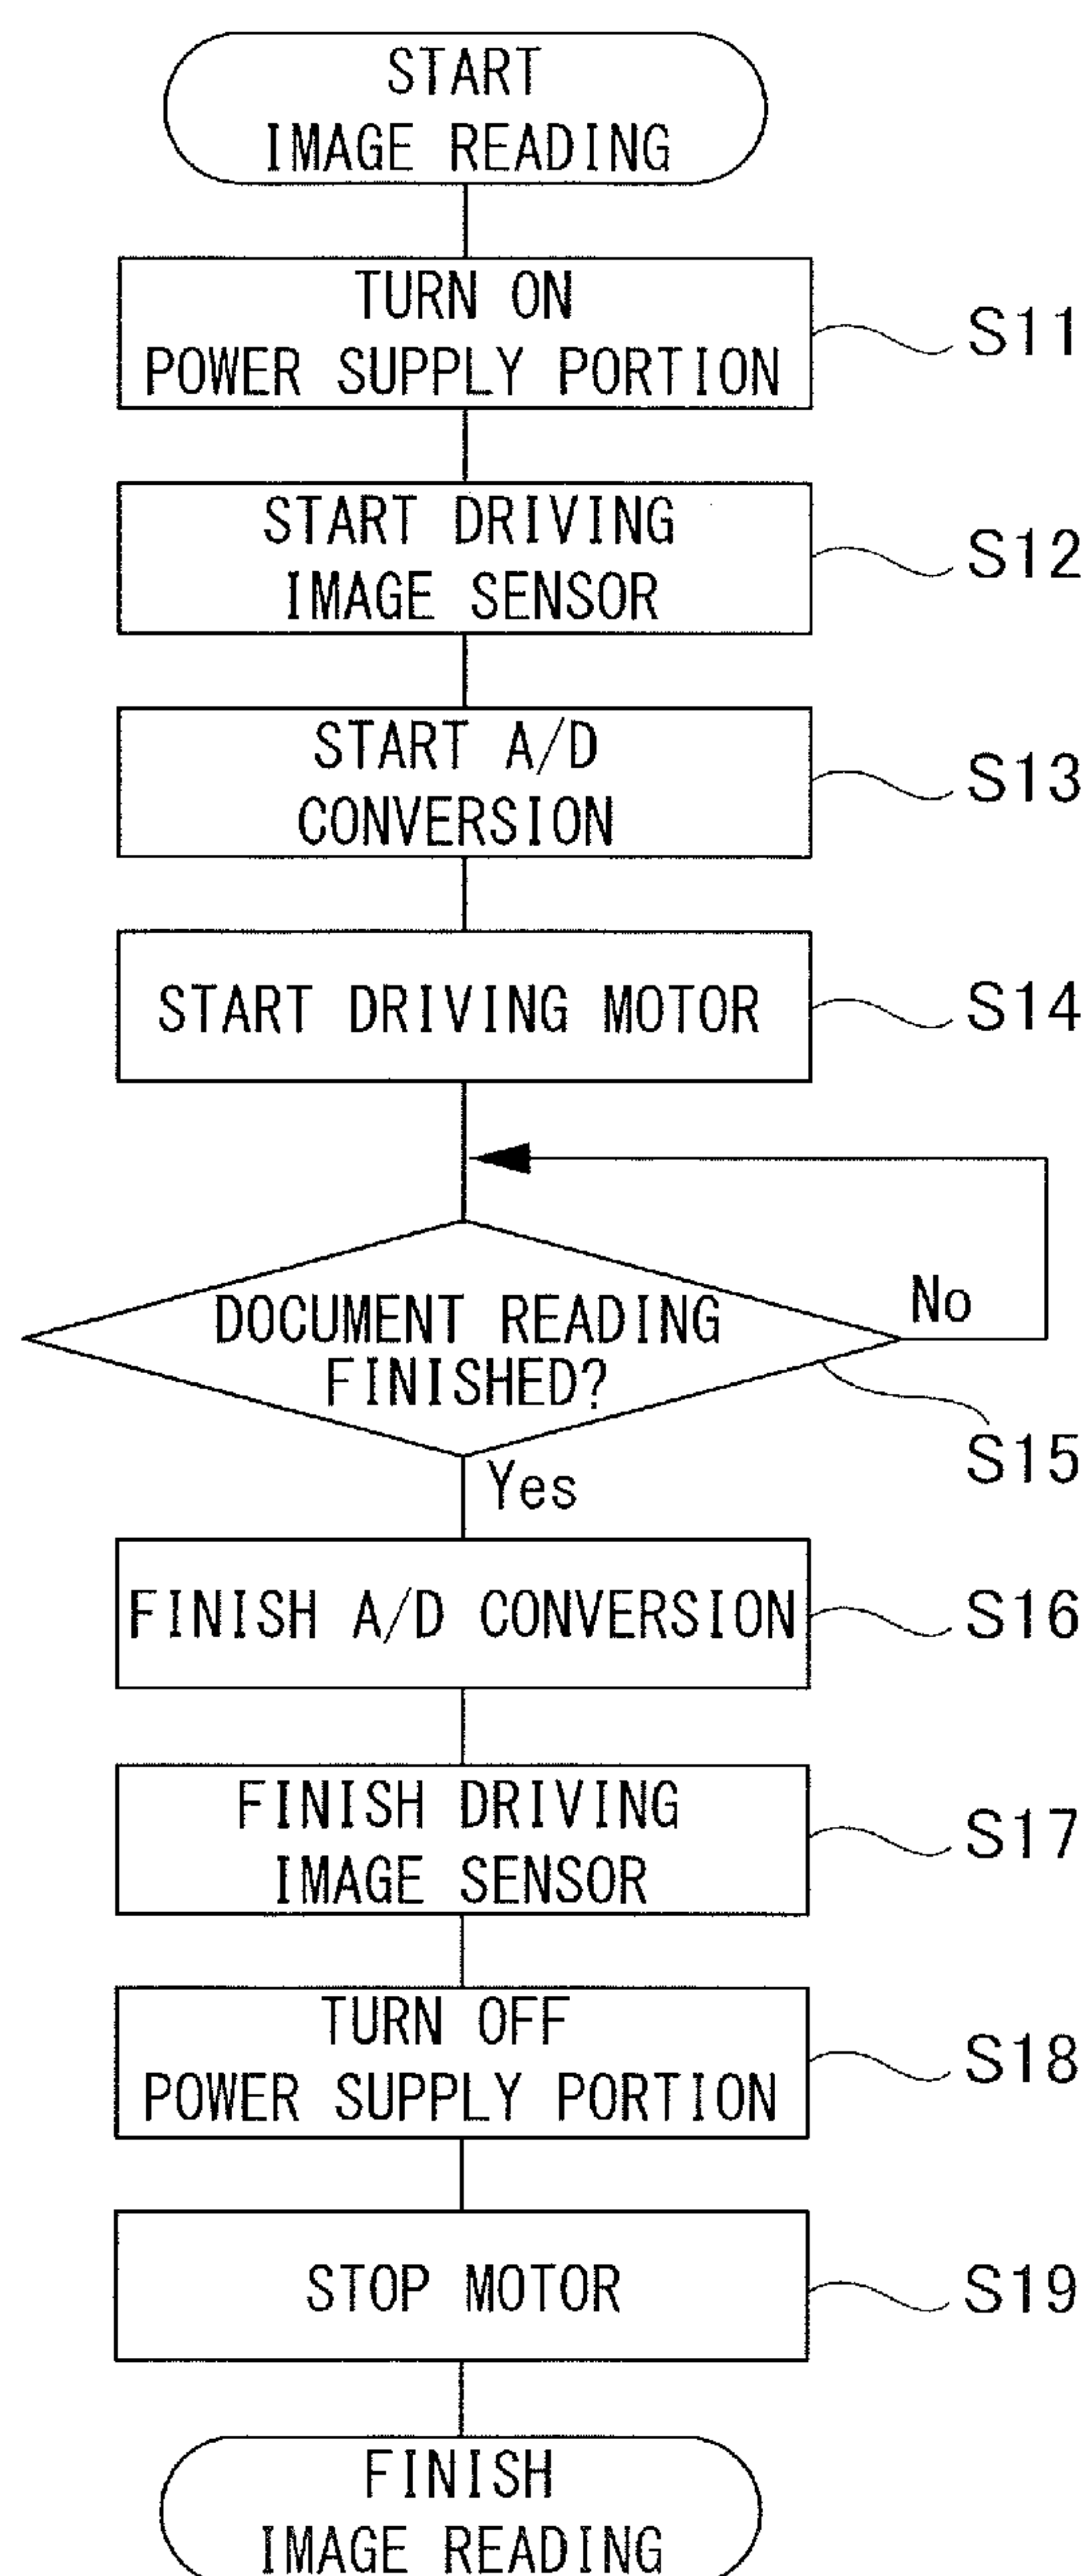 START
IMAGE READING
TURN ON
POWER SUPPLY PORTION
S11
START DRIVING
IMAGE SENSOR
S12
START A/D
CONVERSION
S13
START DRIVING MOTOR
S14
DOCUMENT READING
FINISHED?
No
S15
Yes
FINISH A/D CONVERSION
S16
FINISH DRIVING
IMAGE SENSOR
S17
TURN OFF
POWER SUPPLY PORTION
S18
STOP MOTOR
S19
FINISH
IMAGE READING